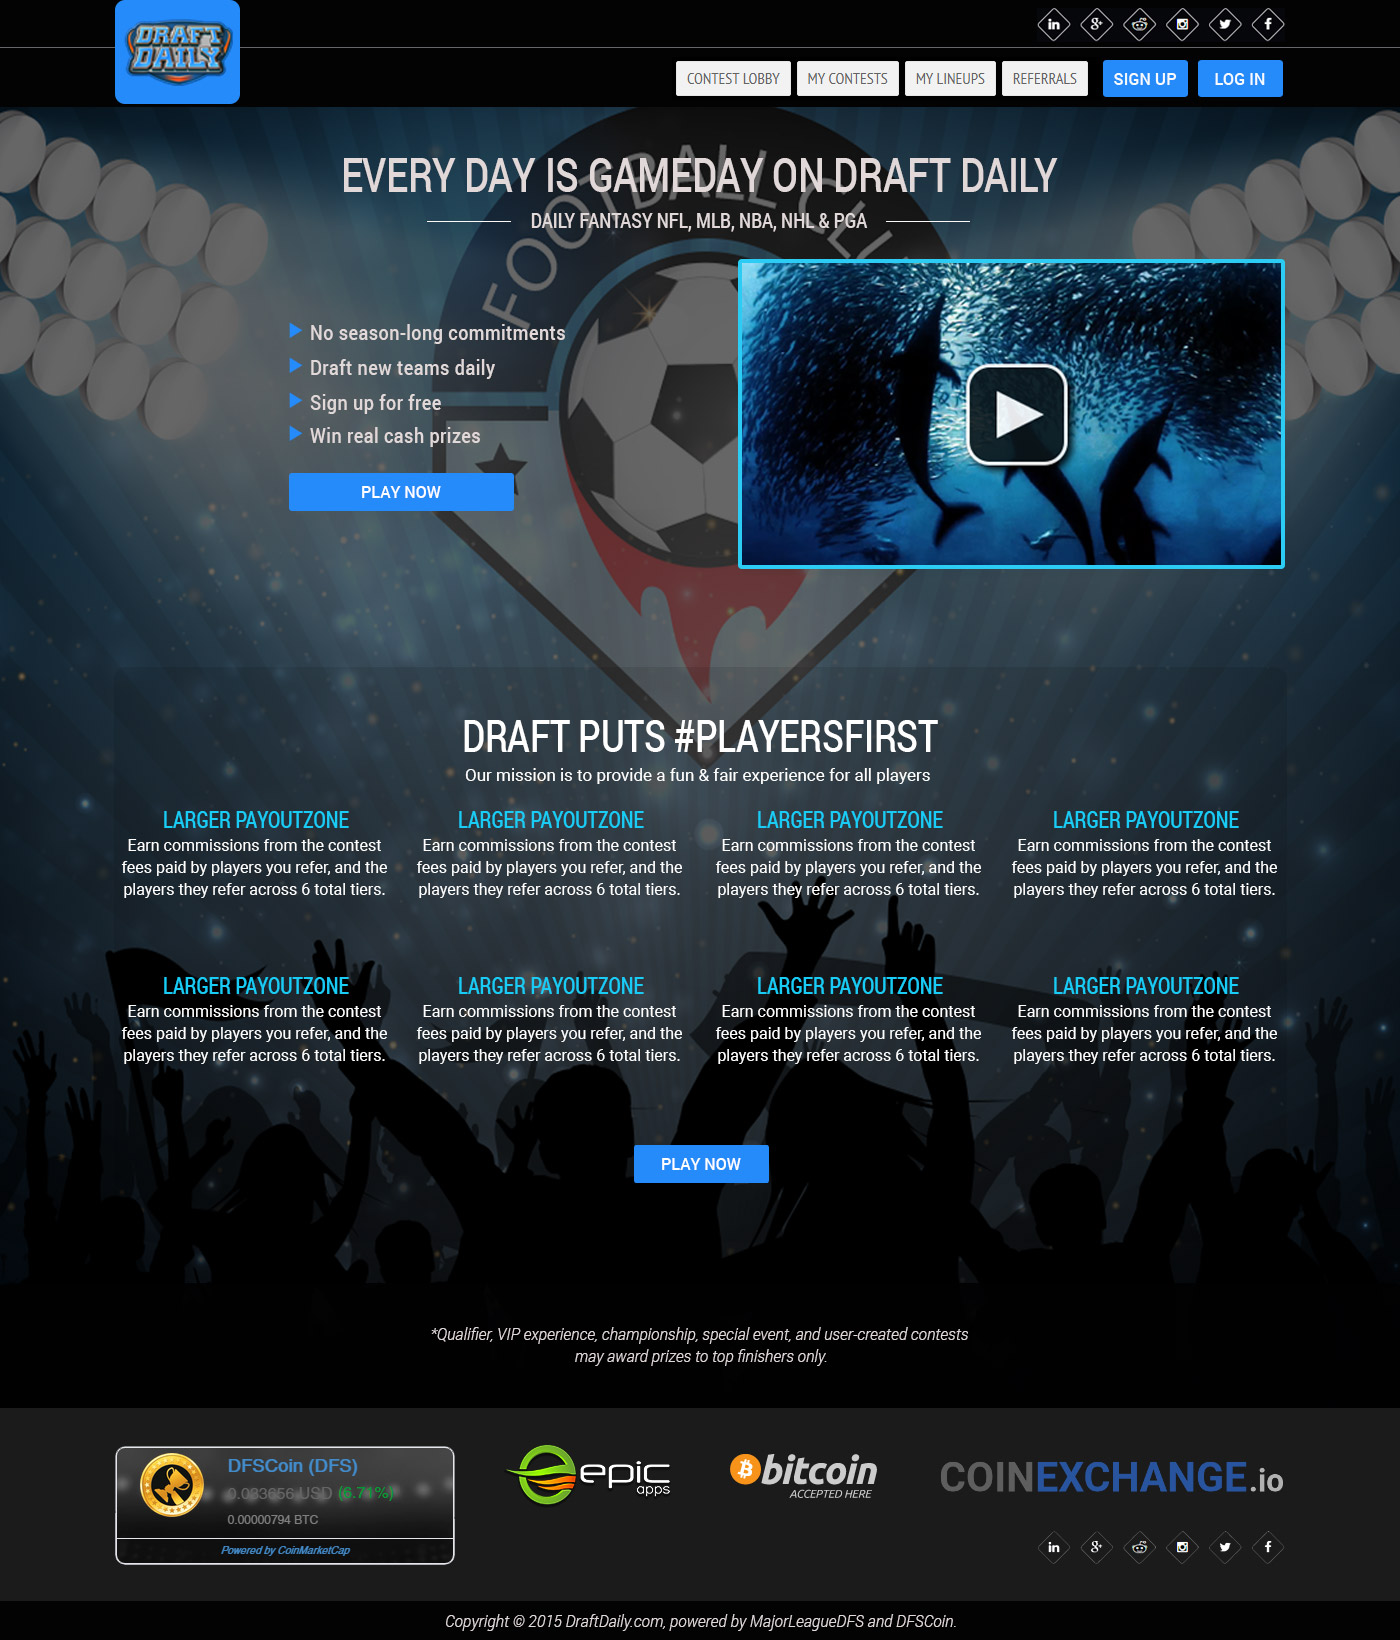 DRAFT
DAILY
CONTEST LOBBY
MY CONTESTS
MY LINEUPS
REFERRALS
SIGN UP
LOG IN
FOOTBALL CLU
EVERY DAY IS GAMEDAY ON DRAFT DAILY
DAILY FANTASY NFL, MLB, NBA, NHL & PGA
No season-long commitments
Draft new teams daily
Sign up for free
Win real cash prizes
PLAY NOW
DRAFT PUTS #PLAYERSFIRST
Our mission is to provide a fun & fair experience for all players
LARGER PAYOUTZONE
Earn commissions from the contest
fees paid by players you refer, and the
players they refer across 6 total tiers.
LARGER PAYOUTZONE
Earn commissions from the contest
fees paid by players you refer, and the
players they refer across 6 total tiers.
LARGER PAYOUTZONE
Earn commissions from the contest
fees paid by players you refer, and the
players they refer across 6 total tiers.
LARGER PAYOUTZONE
Earn commissions from the contest
fees paid by players you refer, and the
players they refer across 6 total tiers.
LARGER PAYOUTZONE
Earn commissions from the contest
fees paid by players you refer, and the
players they refer across 6 total tiers.
LARGER PAYOUTZONE
Earn commissions from the contest
fees paid by players you refer, and the
players they refer across 6 total tiers.
LARGER PAYOUTZONE
Earn commissions from the contest
fees paid by players you refer, and the
players they refer across 6 total tiers.
LARGER PAYOUTZONE
Earn commissions from the contest
fees paid by players you refer, and the
players they refer across 6 total tiers.
PLAY NOW
*Qualifier, VIP experience, championship, special event, and user-created contests
may award prizes to top finishers only.
DFSCoin (DFS)
0.033656 USD (6.71%)
0.00000794 BTC
Powered by CoinMarketCap
epic
apps
bitcoin
ACCEPTED HERE
COINEXCHANGE.io
Copyright © 2015 DraftDaily.com, powered by MajorLeagueDFS and DFSCoin.